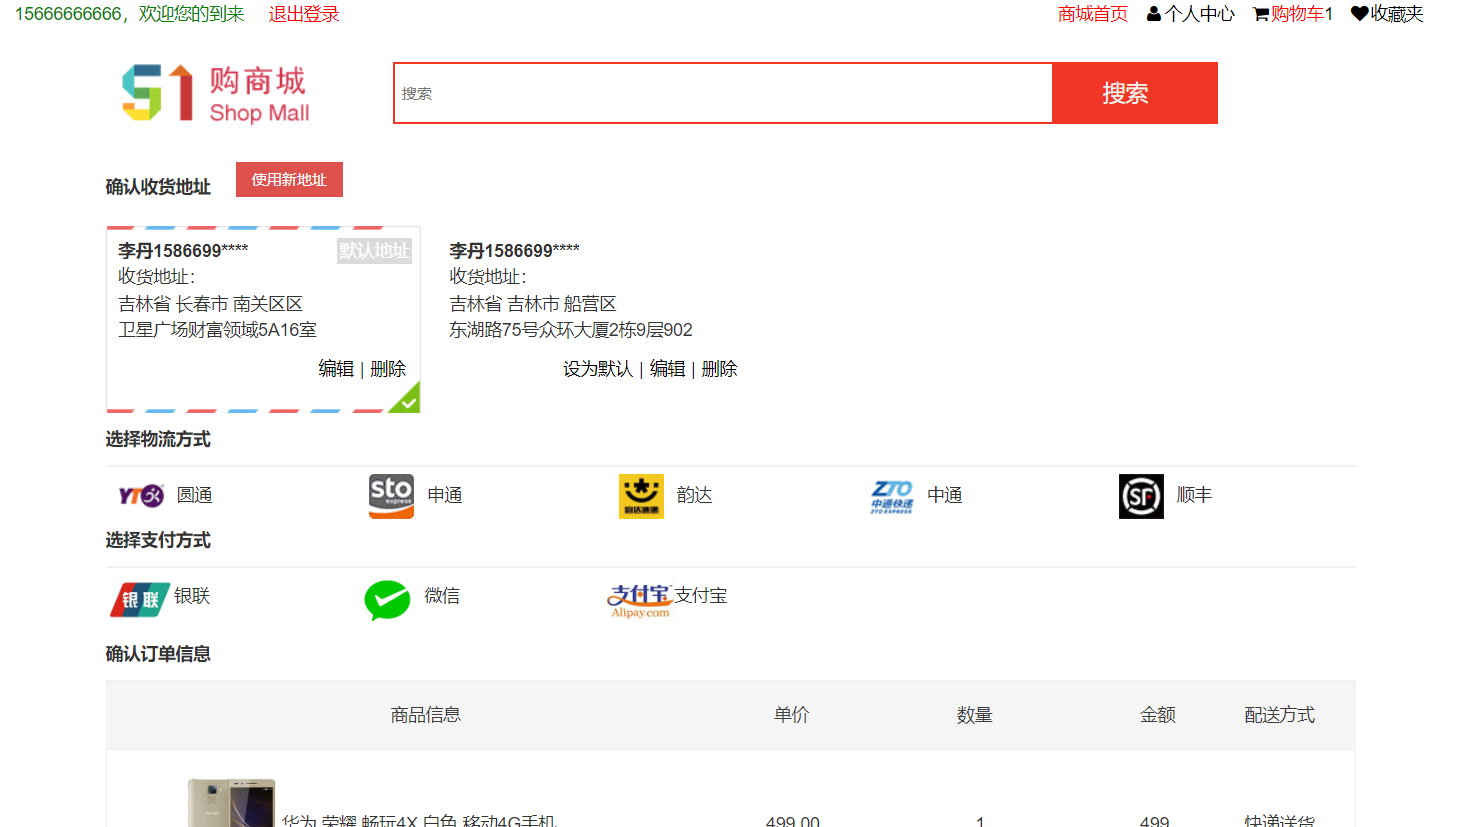 15666666666，欢迎您的到来 退出登录 商城首页 个人中心 购物车1 收藏夹
51 购商城
Shop Mall
搜索 搜索
确认收货地址 使用新地址
李丹1586699**** 默认地址
收货地址：
吉林省 长春市 南关区区
卫星广场财富领域5A16室
编辑 | 删除
李丹1586699****
收货地址：
吉林省 吉林市 船营区
东湖路75号众环大厦2栋9层902
设为默认 | 编辑 | 删除
选择物流方式
YTO 圆通 sto express 申通 韵达速递 韵达 ZTO 中通快递 ZTO EXPRESS 中通 SF 顺丰
选择支付方式
银联 银联 微信 支付宝 Alipay.com 支付宝
确认订单信息
商品信息 单价 数量 金额 配送方式
华为 荣耀 畅玩4X 白色 移动4G手机 499.00 1 499 快递送货